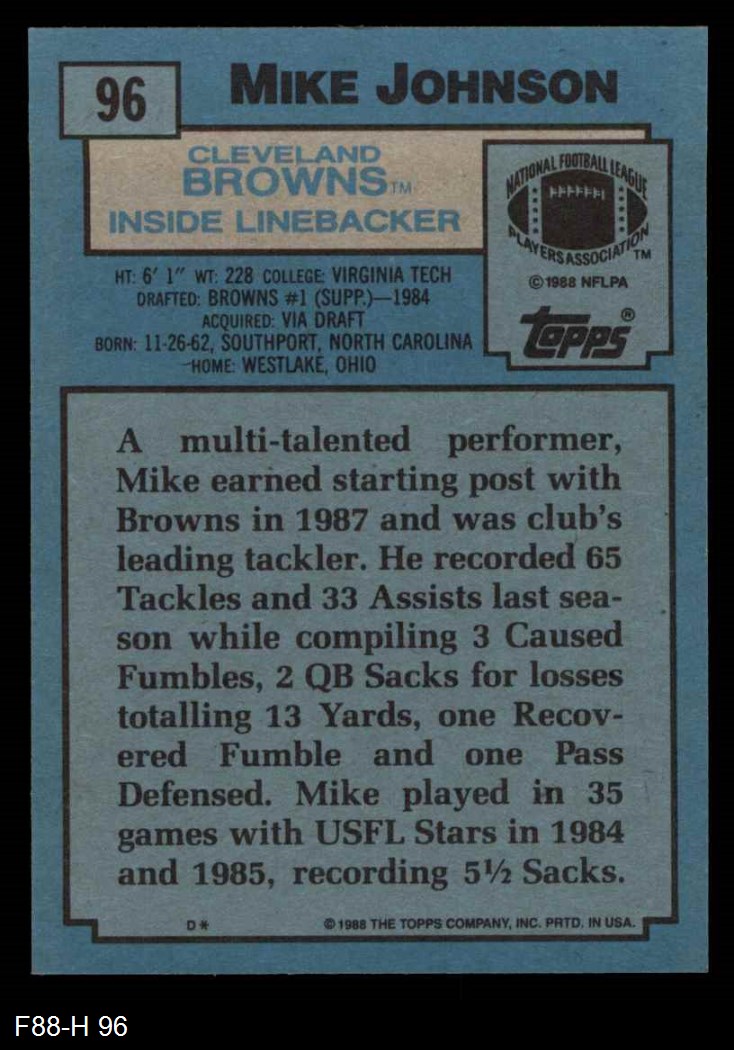 96
MIKE JOHNSON
CLEVELAND
BROWNS TM
INSIDE LINEBACKER
NATIONAL FOOTBALL LEAGUE
PLAYERS ASSOCIATION TM
© 1988 NFLPA
topps®
HT: 6' 1" WT: 228 COLLEGE: VIRGINIA TECH
DRAFTED: BROWNS #1 (SUPP.)—1984
ACQUIRED: VIA DRAFT
BORN: 11-26-62, SOUTHPORT, NORTH CAROLINA
HOME: WESTLAKE, OHIO
A multi-talented performer,
Mike earned starting post with
Browns in 1987 and was club's
leading tackler. He recorded 65
Tackles and 33 Assists last sea-
son while compiling 3 Caused
Fumbles, 2 QB Sacks for losses
totalling 13 Yards, one Recov-
ered Fumble and one Pass
Defensed. Mike played in 35
games with USFL Stars in 1984
and 1985, recording 5½ Sacks.
D*
© 1988 THE TOPPS COMPANY, INC. PRTD. IN USA.
F88-H 96